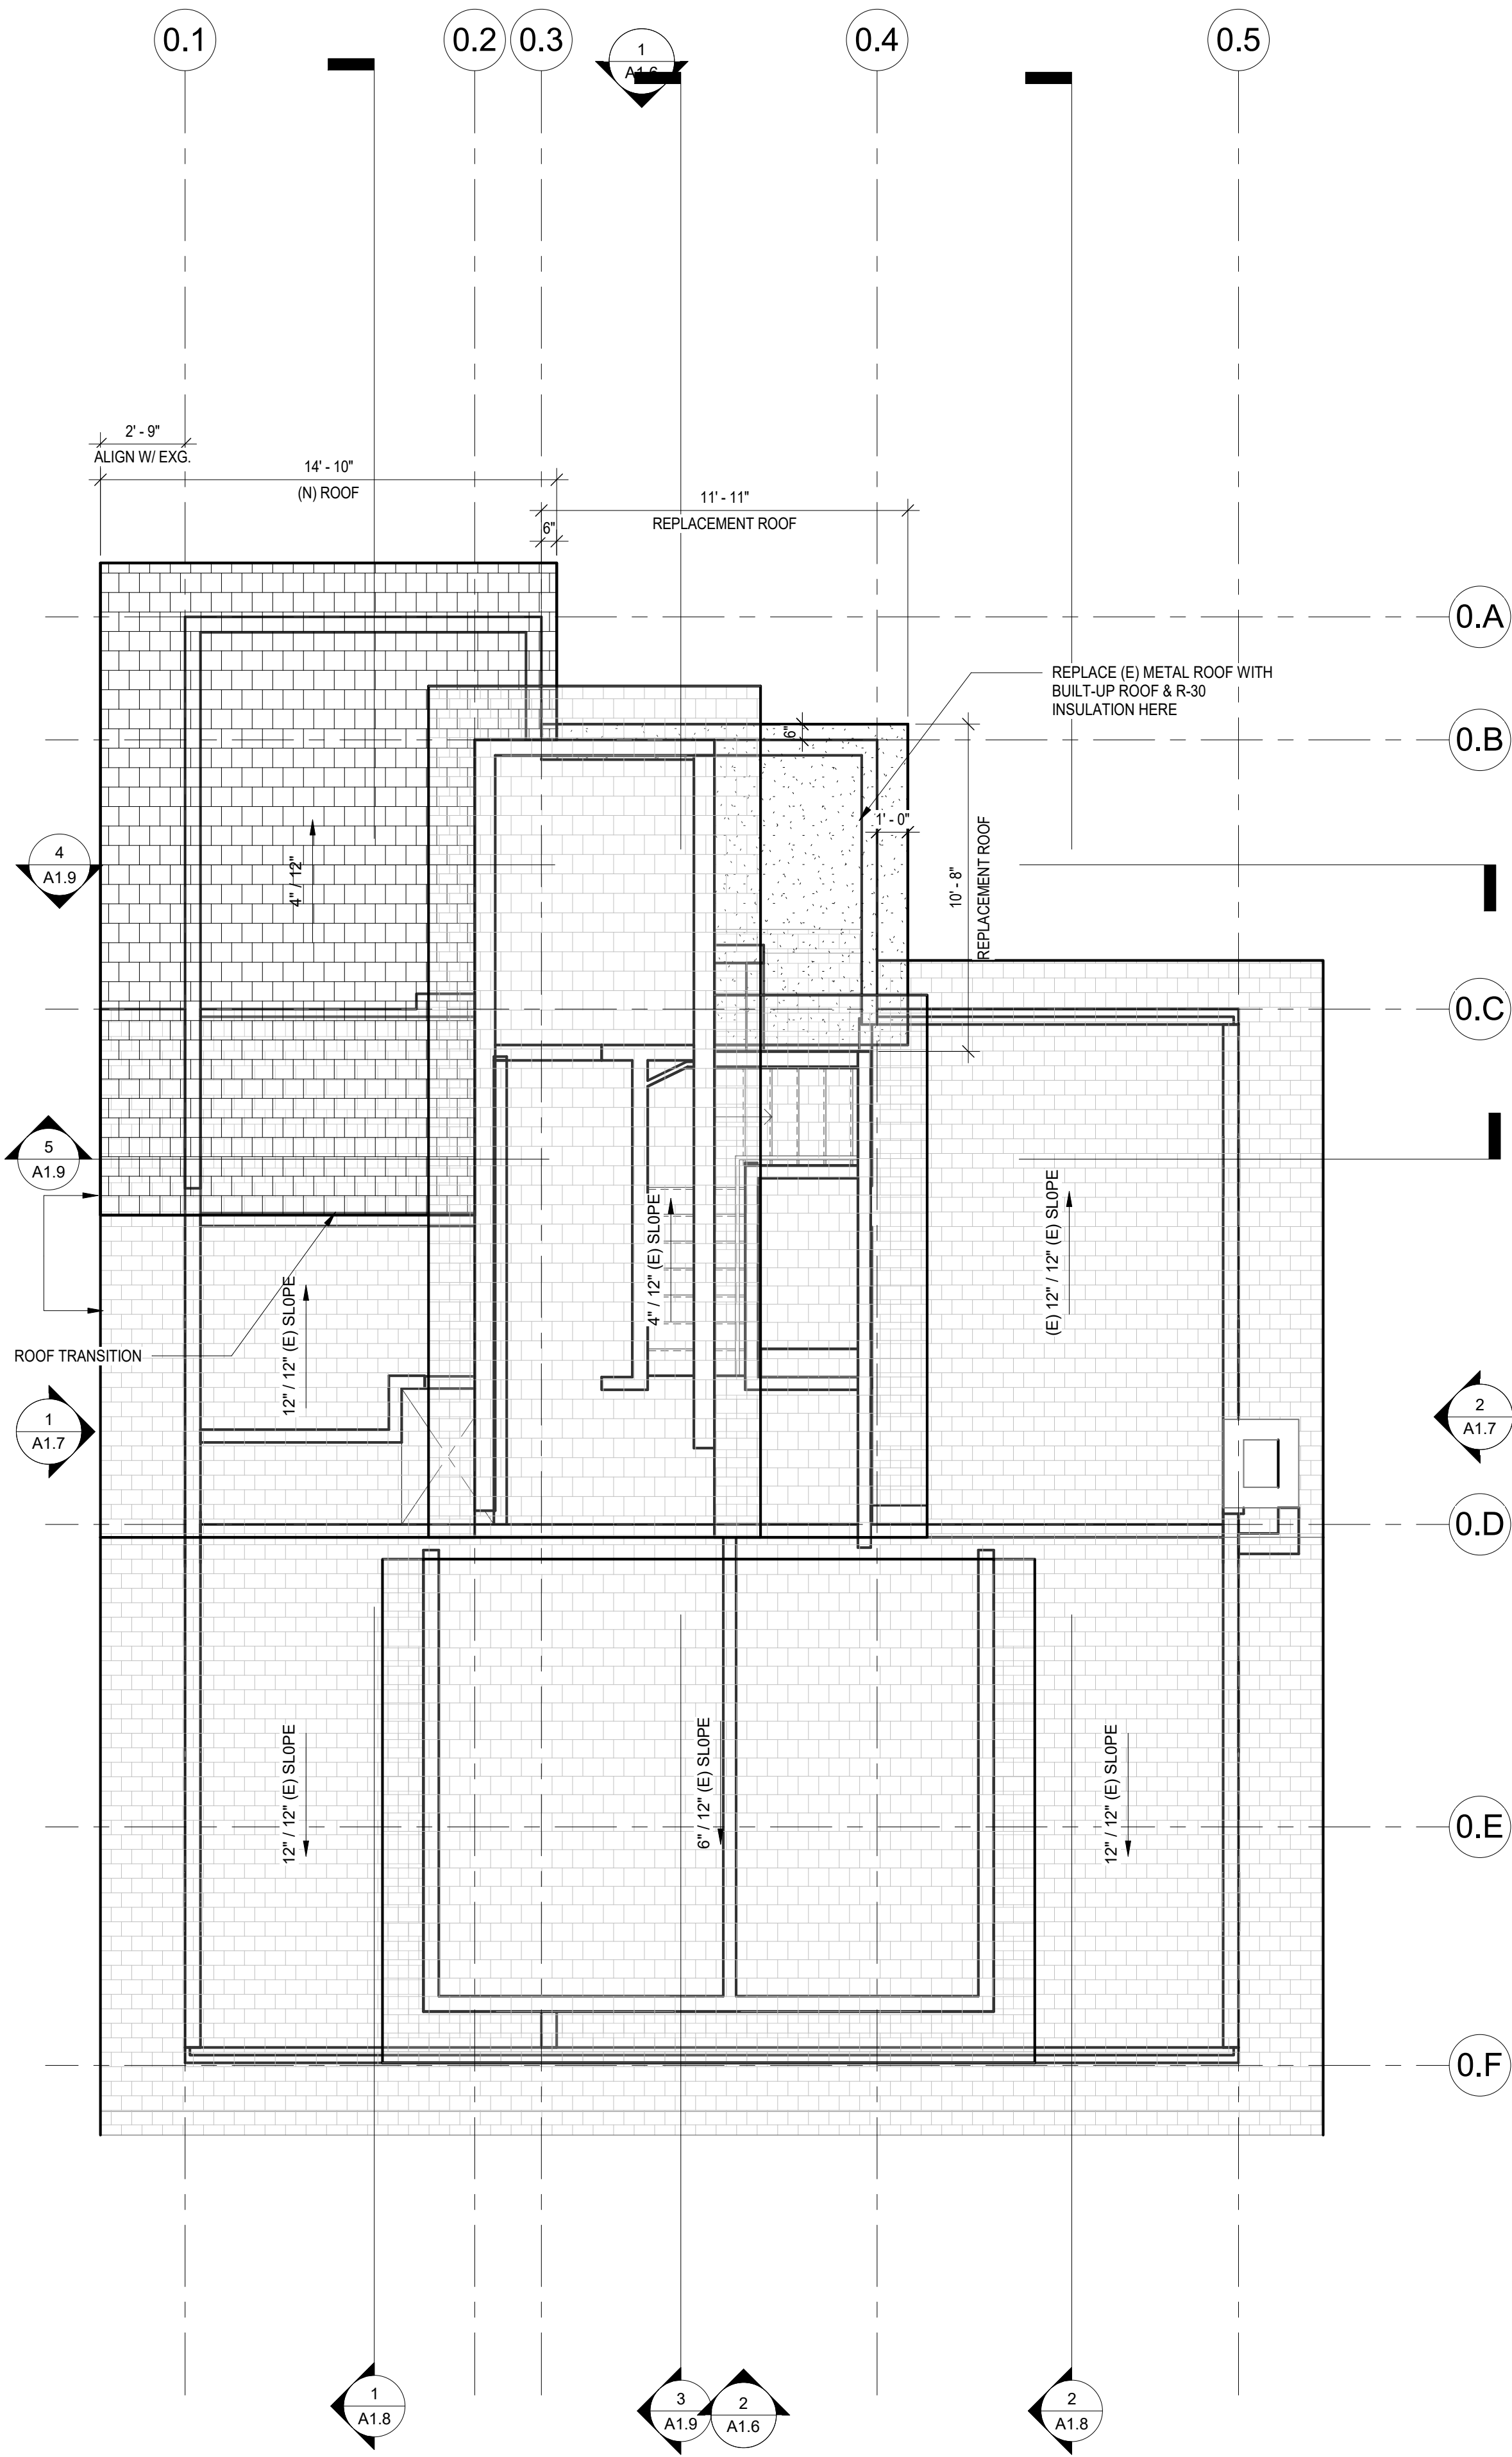 0.1
0.2
0.3
0.4
0.5
1
A1.6
2' - 9"
ALIGN W/ EXG.
14' - 10"
(N) ROOF
11' - 11"
REPLACEMENT ROOF
6"
0.A
REPLACE (E) METAL ROOF WITH
BUILT-UP ROOF & R-30
INSULATION HERE
6"
0.B
1' - 0"
4
A1.9
4" / 12"
10' - 8"
REPLACEMENT ROOF
0.C
5
A1.9
4" / 12" (E) SLOPE
(E) 12" / 12" (E) SLOPE
12" / 12" (E) SLOPE
ROOF TRANSITION
1
A1.7
2
A1.7
0.D
12" / 12" (E) SLOPE
6" / 12" (E) SLOPE
12" / 12" (E) SLOPE
0.E
0.F
1
A1.8
3
A1.9
2
A1.6
2
A1.8